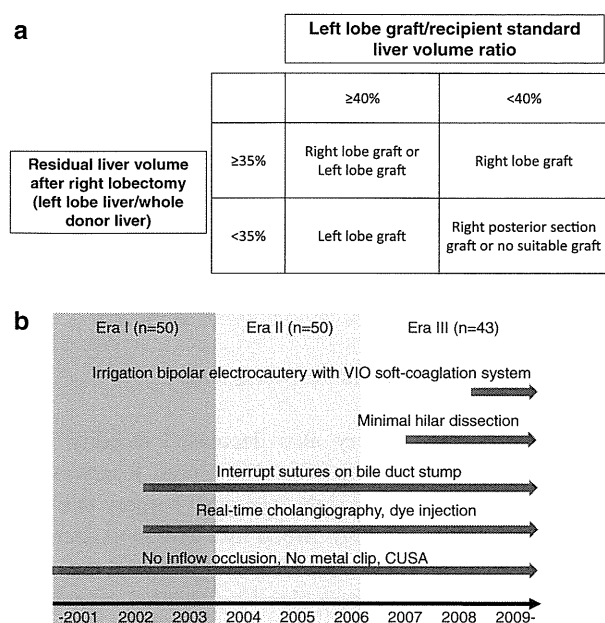 a
Left lobe graft/recipient standard
liver volume ratio
≥40%
<40%
Residual liver volume
after right lobectomy
(left lobe liver/whole
donor liver)
≥35%
Right lobe graft or
Left lobe graft
Right lobe graft
<35%
Left lobe graft
Right posterior section
graft or no suitable graft
b
Era I (n=50)
Era II (n=50)
Era III (n=43)
Irrigation bipolar electrocautery with VIO soft-coaglation system
Minimal hilar dissection
Interrupt sutures on bile duct stump
Real-time cholangiography, dye injection
No Inflow occlusion, No metal clip, CUSA
-2001 2002 2003 2004 2005 2006 2007 2008 2009-